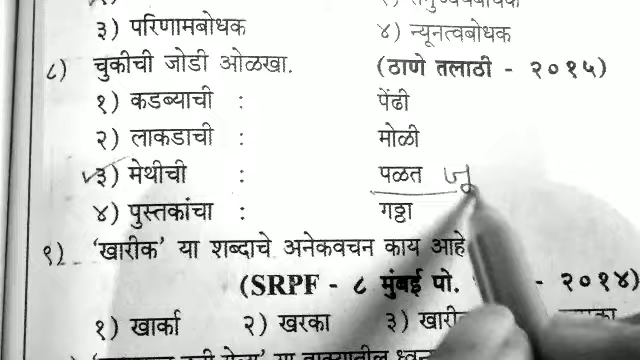 ३) परिणामबोधक
४) न्यूनत्वबोधक
८) चुकीची जोडी ओळखा. (ठाणे तलाठी - २०१५)
१) कडब्याची : पेंढी
२) लाकडाची : मोळी
३) मेथीची : पळत जू
४) पुस्तकांचा : गठ्ठा
९) 'खारीक' या शब्दाचे अनेकवचन काय आहे
(SRPF - ८ मुंबई पो. - २०१४)
१) खार्का २) खरका ३)